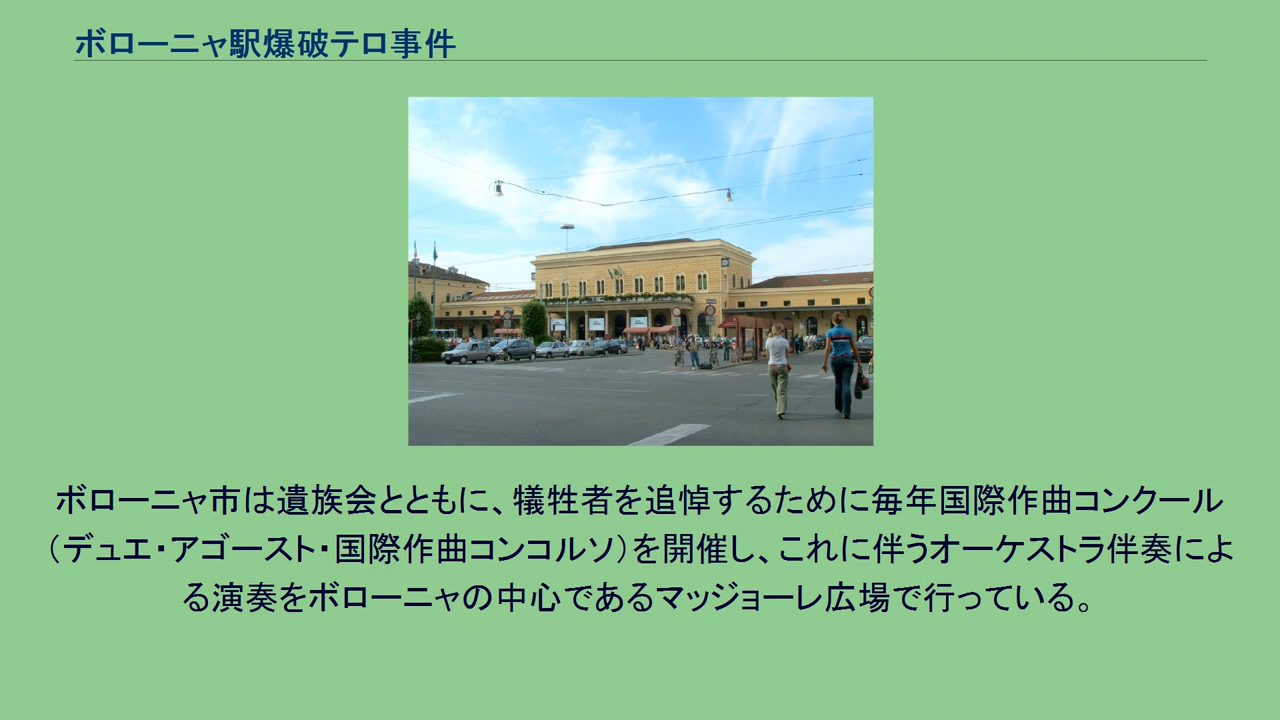 ボローニャ駅爆破テロ事件
ボローニャ市は遺族会とともに、犠牲者を追悼するために毎年国際作曲コンクール
（デュエ・アゴースト・国際作曲コンコルソ）を開催し、これに伴うオーケストラ伴奏によ
る演奏をボローニャの中心であるマッジョーレ広場で行っている。